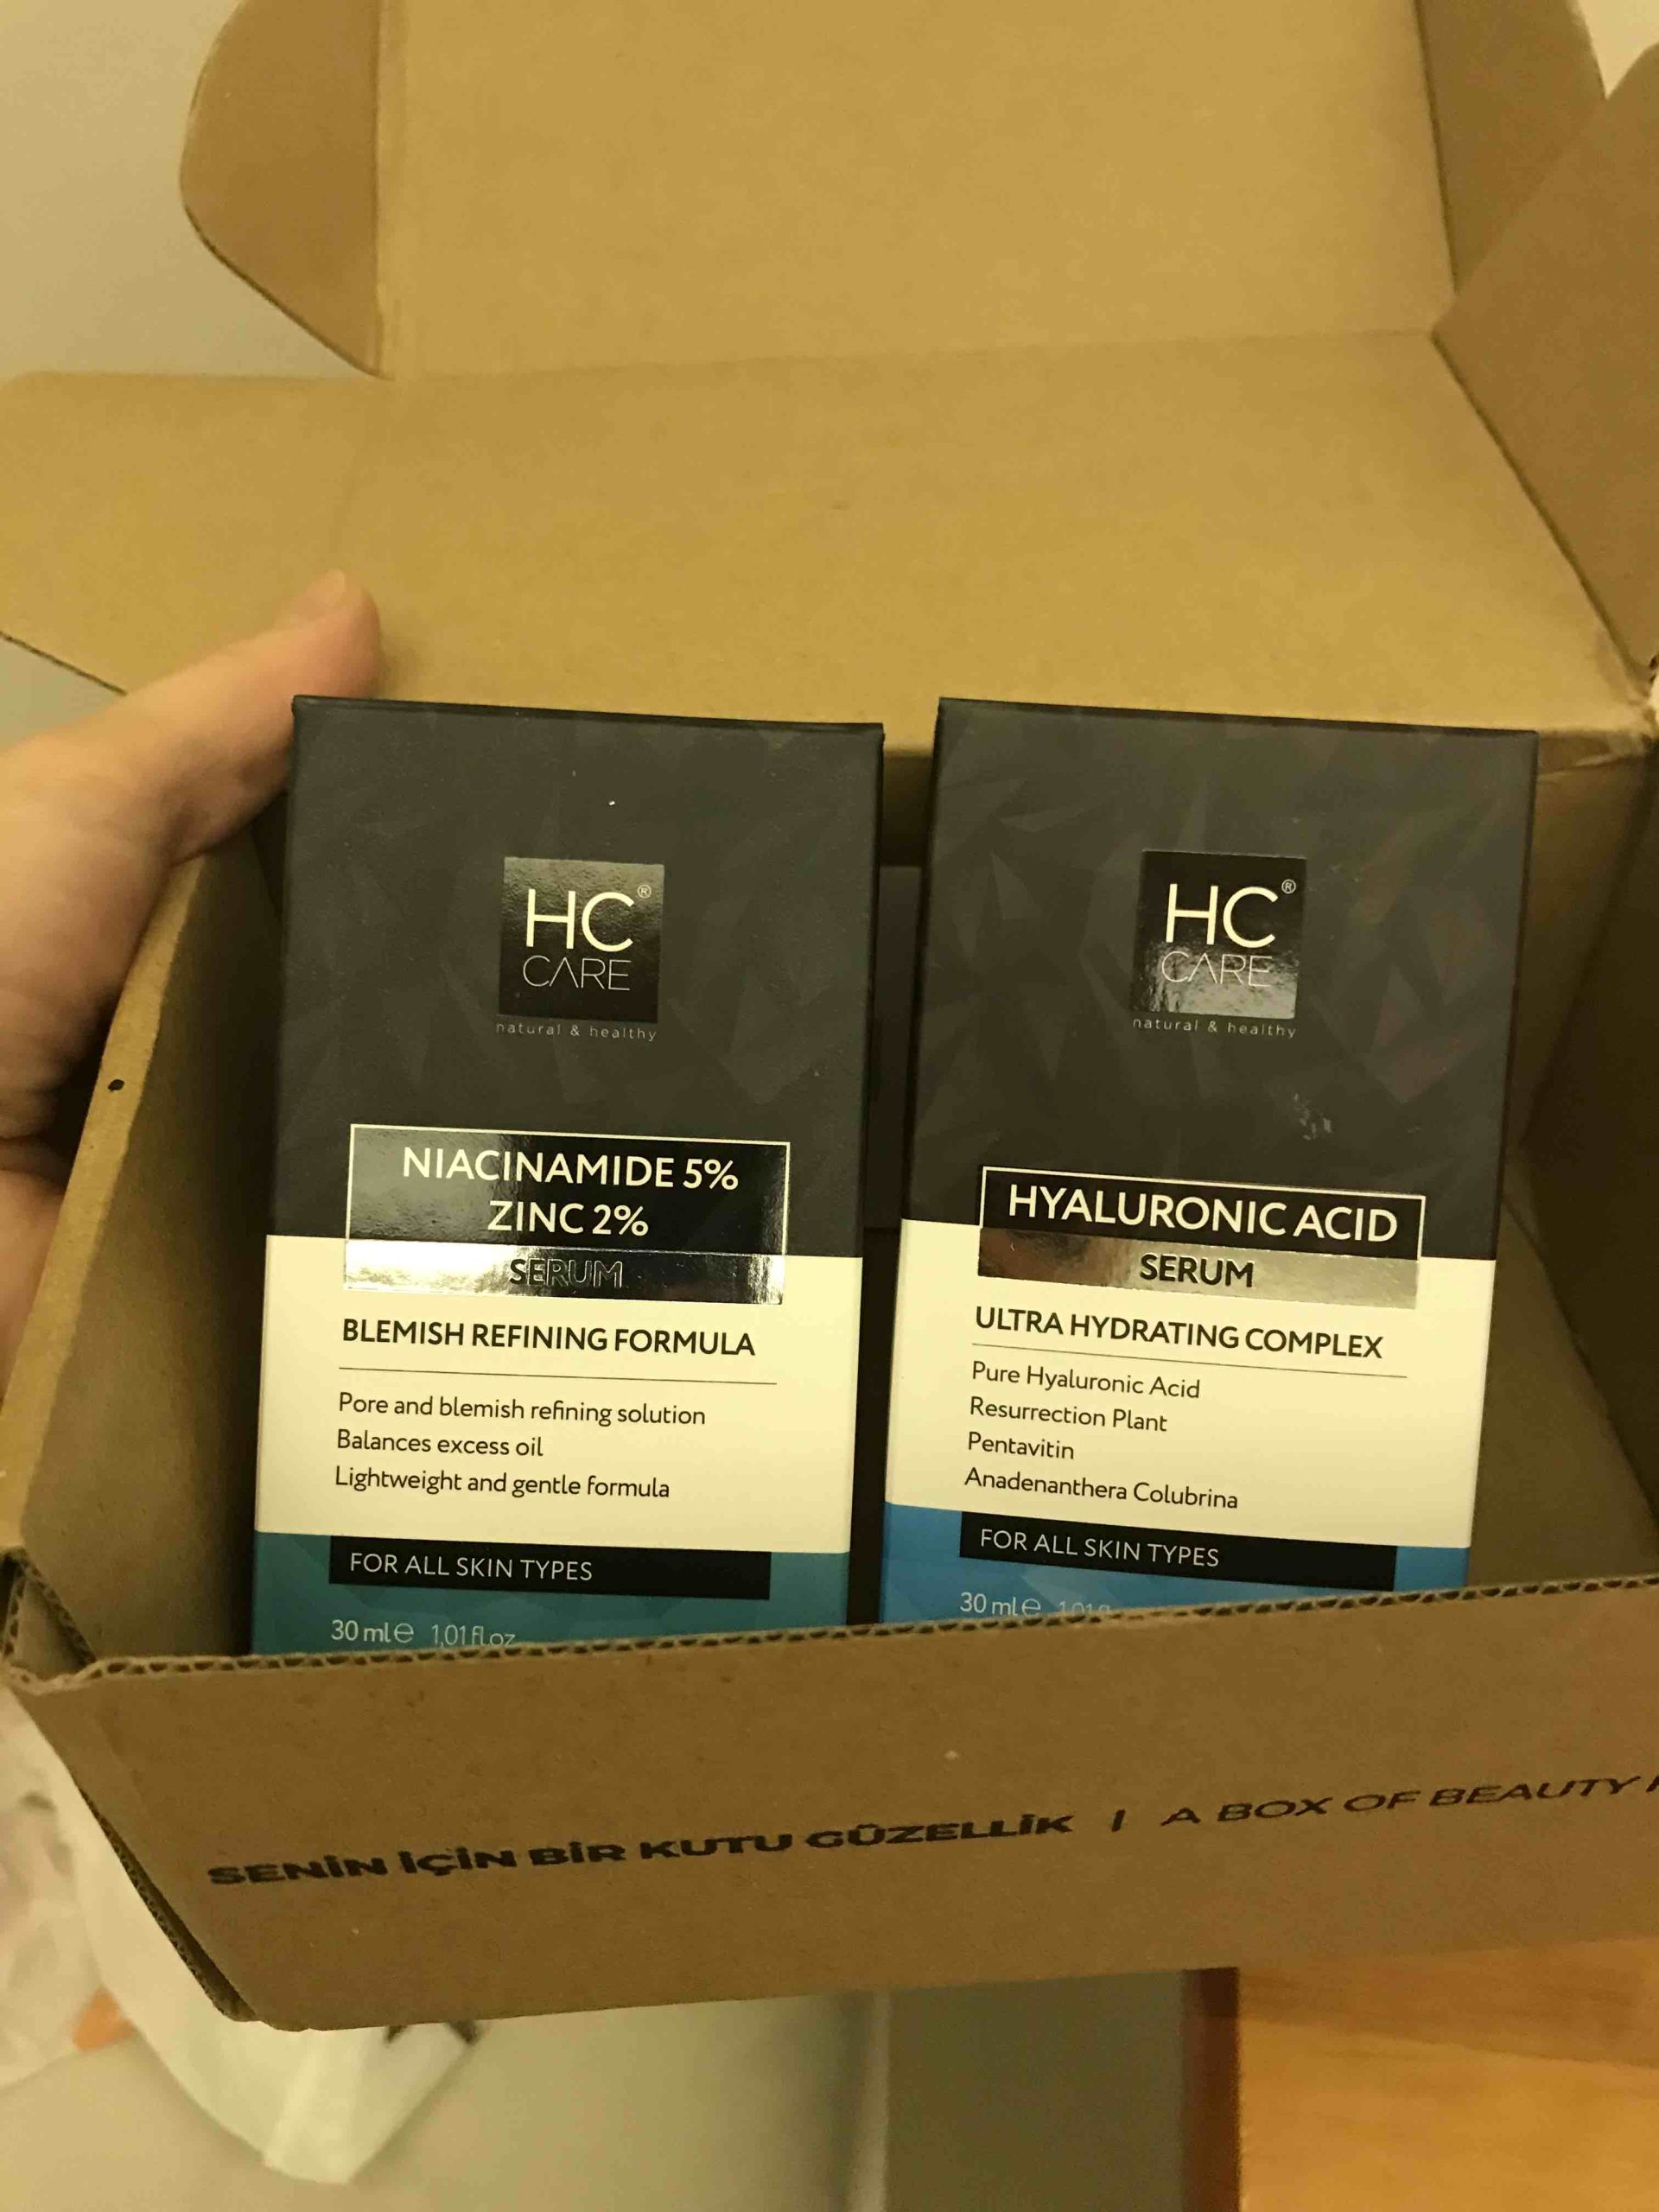 HC®
CARE
natural & healthy
NIACINAMIDE 5%
ZINC 2%
SERUM
BLEMISH REFINING FORMULA
Pore and blemish refining solution
Balances excess oil
Lightweight and gentle formula
FOR ALL SKIN TYPES
30 ml e 1,01 fl.oz
HC®
CARE
natural & healthy
HYALURONIC ACID
SERUM
ULTRA HYDRATING COMPLEX
Pure Hyaluronic Acid
Resurrection Plant
Pentavitin
Anadenanthera Colubrina
FOR ALL SKIN TYPES
30 ml e
SENİN İÇİN BİR KUTU GÜZELLİK | A BOX OF BEAUTY